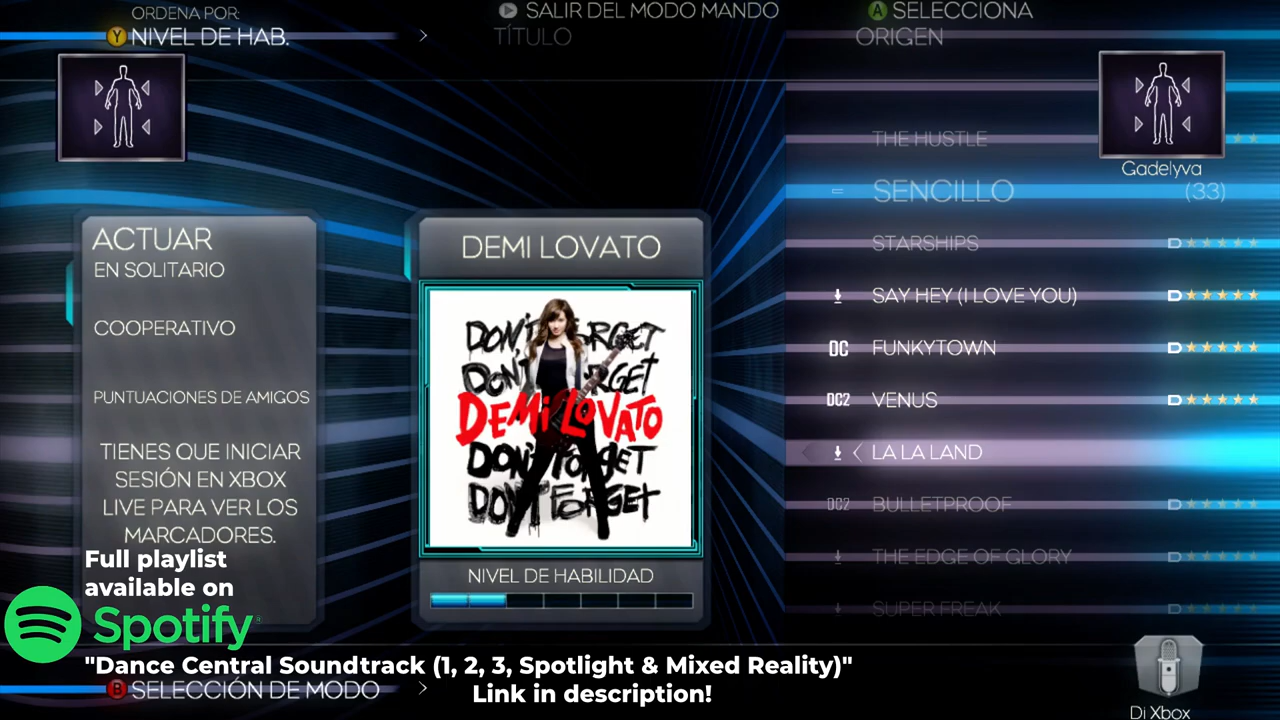 ORDENA POR:
Y NIVEL DE HAB.
SALIR DEL MODO MANDO
TÍTULO
A SELECCIONA
ORIGEN
Gadelyva
THE HUSTLE
SENCILLO (33)
STARSHIPS D
SAY HEY (I LOVE YOU) D
DC FUNKYTOWN D
DC2 VENUS D
LA LA LAND
DC2 BULLETPROOF D
THE EDGE OF GLORY D
SUPER FREAK D
ACTUAR
EN SOLITARIO
COOPERATIVO
PUNTUACIONES DE AMIGOS
TIENES QUE INICIAR
SESIÓN EN XBOX
LIVE PARA VER LOS
MARCADORES.
DEMI LOVATO
DON'T FORGET
DON'T FORGET
DEMI LOVATO
DON'T FORGET
DON'T FORGET
NIVEL DE HABILIDAD
Full playlist
available on
Spotify®
"Dance Central Soundtrack (1, 2, 3, Spotlight & Mixed Reality)"
Link in description!
B SELECCIÓN DE MODO
Di Xbox